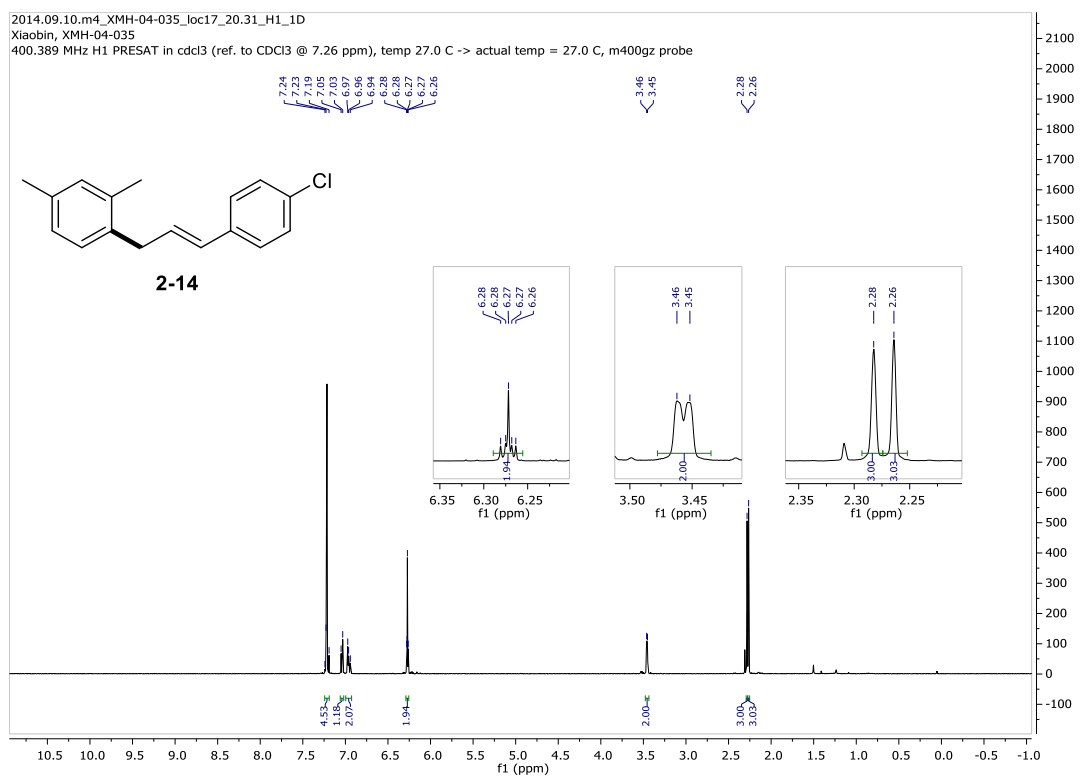 2014.09.10.m4_XMH-04-035_loc17_20.31_H1_1D
Xiaobin, XMH-04-035
400.389 MHz H1 PRESAT in cdcl3 (ref. to CDCl3 @ 7.26 ppm), temp 27.0 C -> actual temp = 27.0 C, m400gz probe
7.24 7.23 7.19 7.05 7.03 6.97 6.96 6.94 6.28 6.28 6.27 6.27 6.26 3.46 3.45 2.28 2.26
Cl
2-14
6.28 6.28 6.27 6.27 6.26
3.46 3.45
2.28 2.26
1.94
2.00
3.00 3.03
6.35 6.30 6.25
f1 (ppm)
3.50 3.45
f1 (ppm)
2.35 2.30 2.25
f1 (ppm)
2100
2000
1900
1800
1700
1600
1500
1400
1300
1200
1100
1000
900
800
700
600
500
400
300
200
100
0
-100
4.53 1.18 2.07 1.94 2.00 3.00 3.03
10.5 10.0 9.5 9.0 8.5 8.0 7.5 7.0 6.5 6.0 5.5 5.0 4.5 4.0 3.5 3.0 2.5 2.0 1.5 1.0 0.5 0.0 -0.5 -1.0
f1 (ppm)